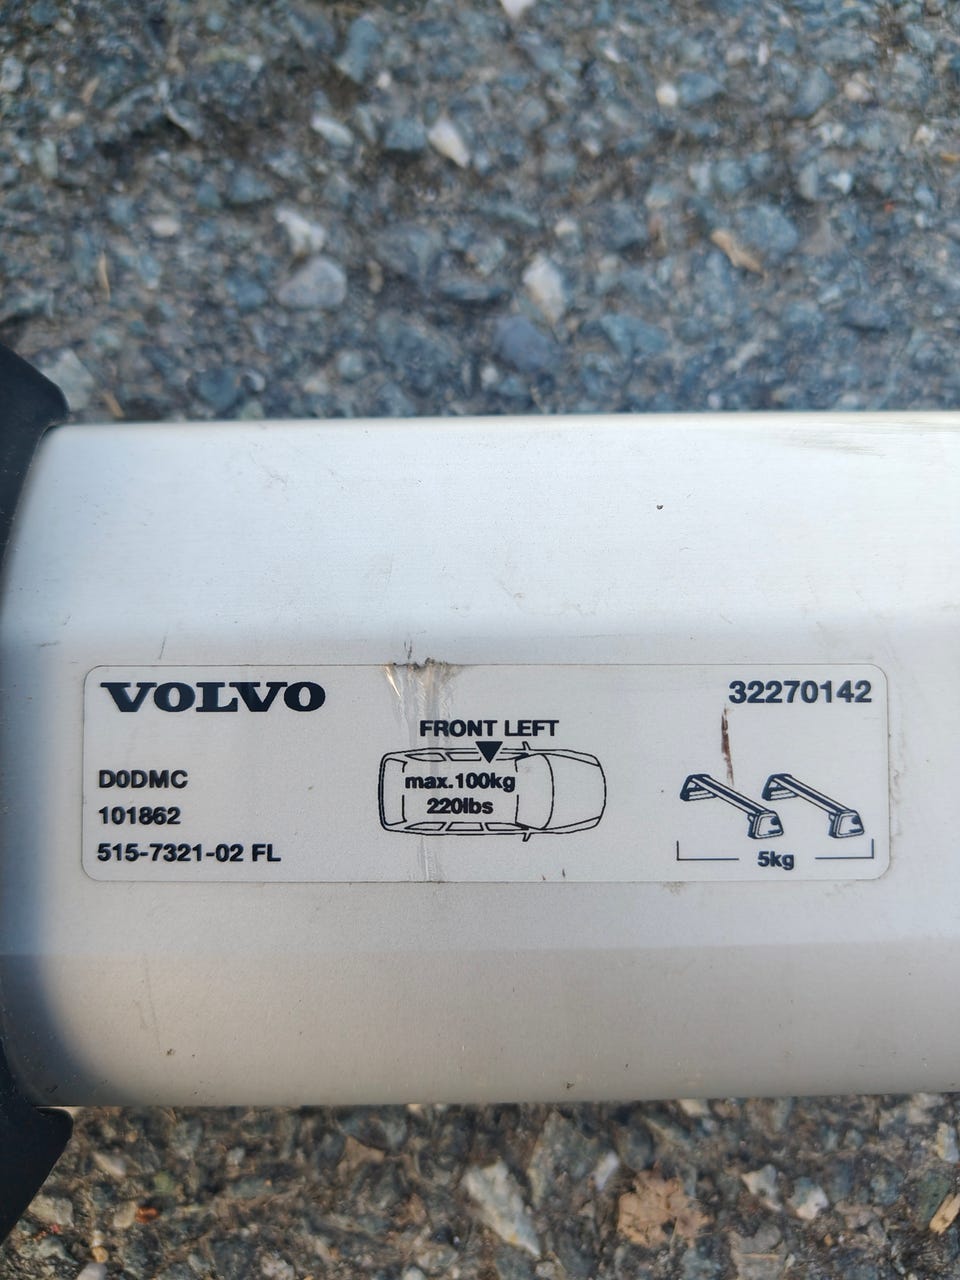 VOLVO
32270142
FRONT LEFT
D0DMC
max.100kg
101862
220lbs
515-7321-02 FL
5kg